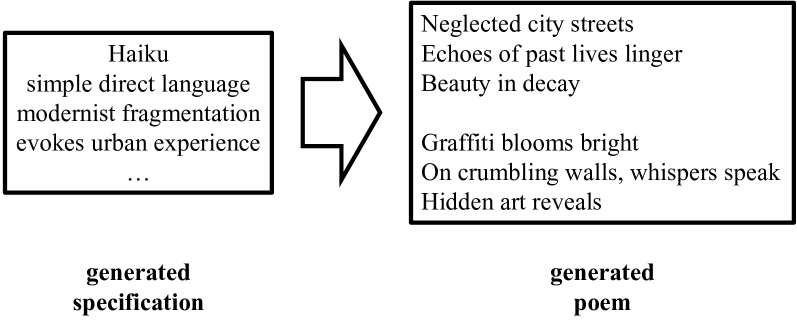 Haiku
simple direct language
modernist fragmentation
evokes urban experience
…
Neglected city streets
Echoes of past lives linger
Beauty in decay
Graffiti blooms bright
On crumbling walls, whispers speak
Hidden art reveals
generated
specification
generated
poem